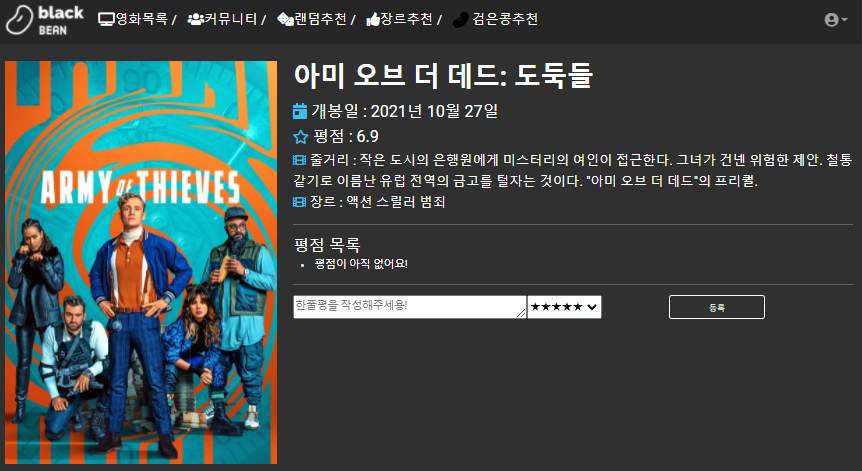 black
BEAN
영화목록 / 커뮤니티 / 랜덤추천 / 장르추천 / 검은콩추천
ARMY OF THIEVES
아미 오브 더 데드: 도둑들
개봉일 : 2021년 10월 27일
평점 : 6.9
줄거리 : 작은 도시의 은행원에게 미스터리의 여인이 접근한다. 그녀가 건넨 위험한 제안. 철통
같기로 이름난 유럽 전역의 금고를 털자는 것이다. "아미 오브 더 데드"의 프리퀄.
장르 : 액션 스릴러 범죄
평점 목록
• 평점이 아직 없어요!
한줄평을 작성해주세용! ★★★★★ 등록